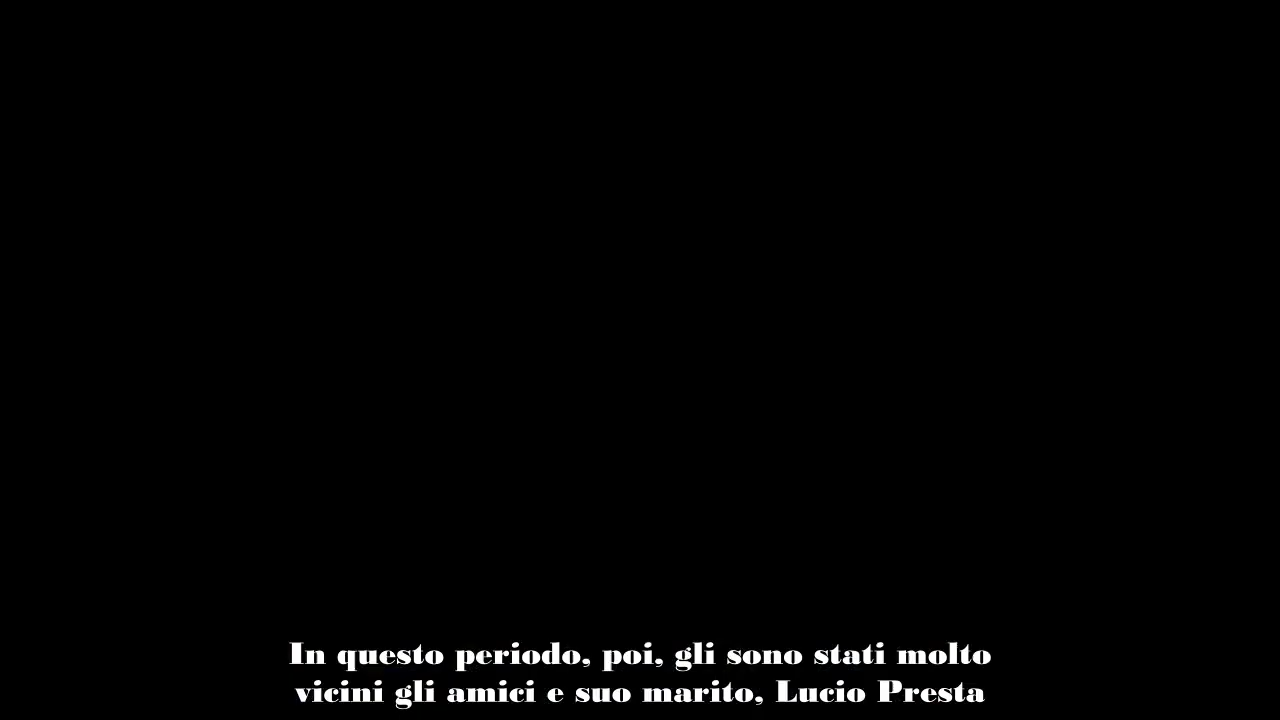 In questo periodo, poi, gli sono stati molto
vicini gli amici e suo marito, Lucio Presta